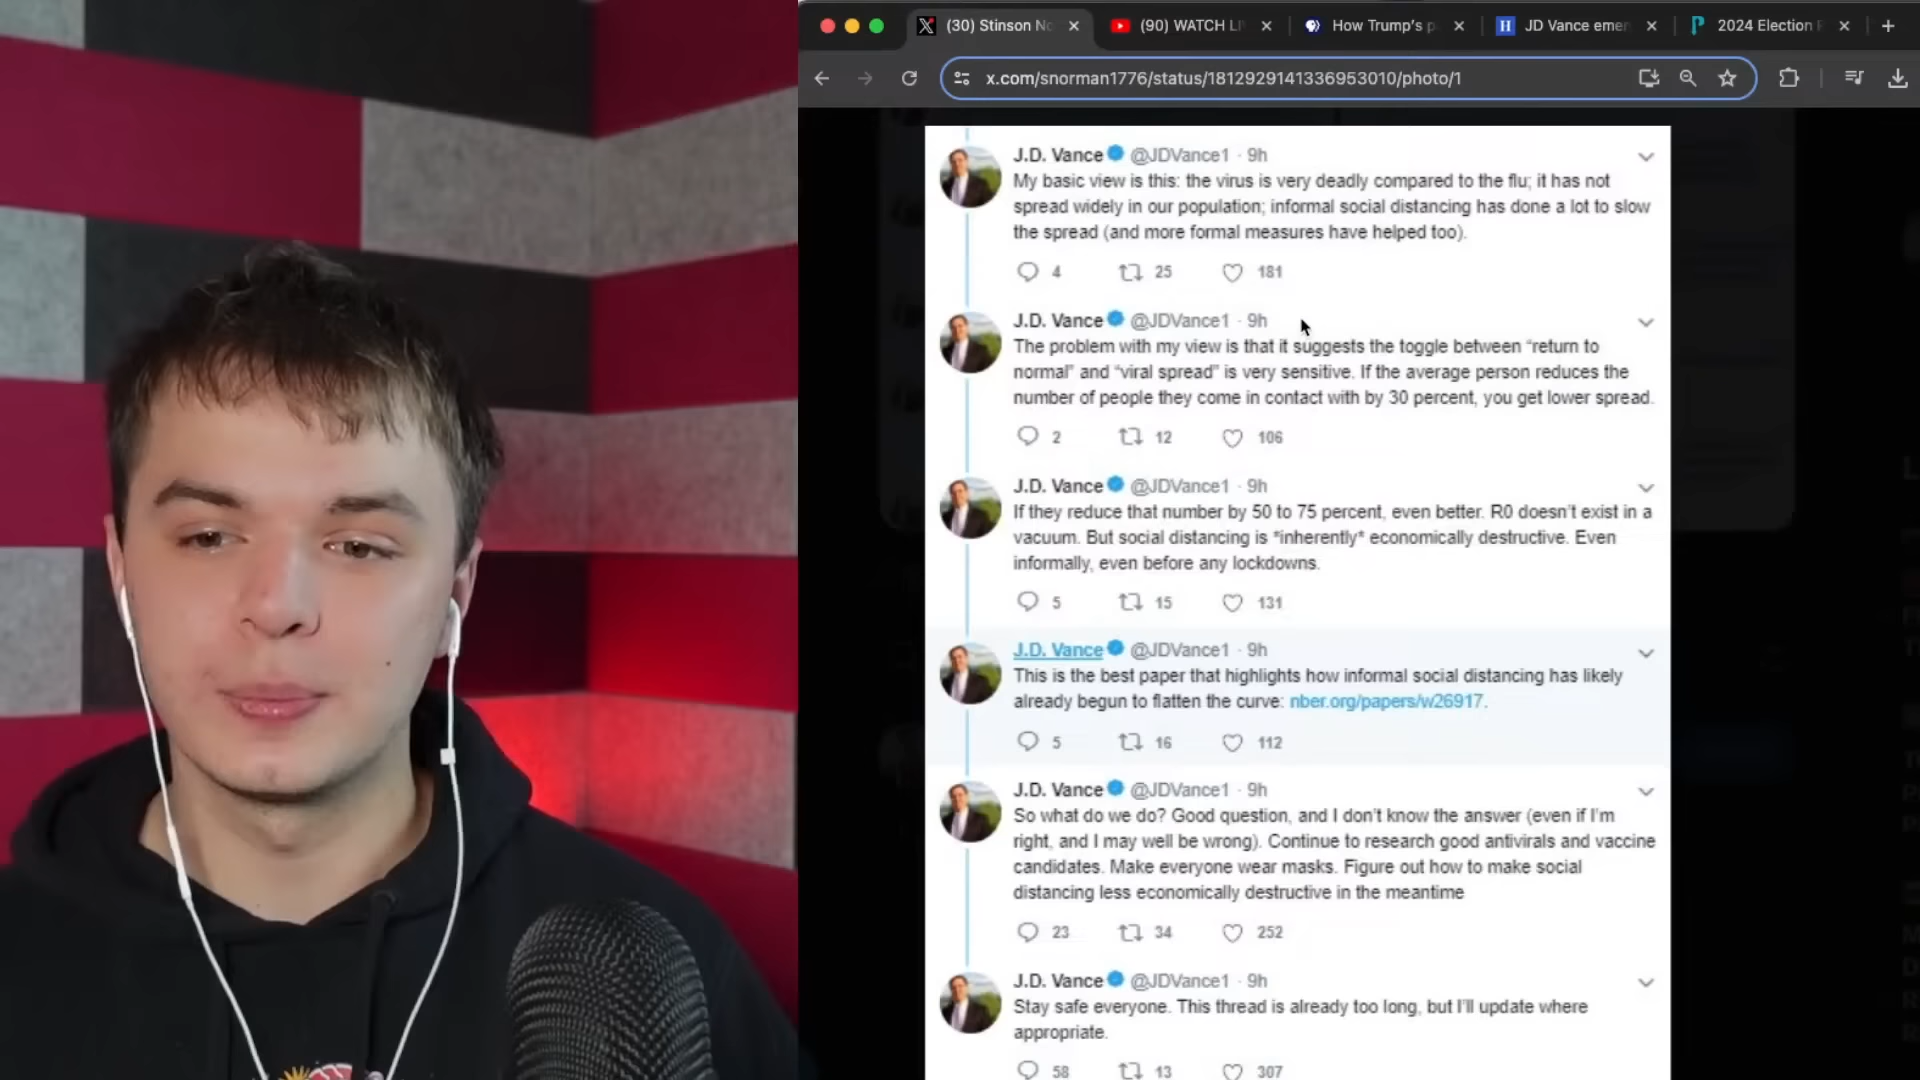 (30) Stinson No
(90) WATCH LI
How Trump's p
H JD Vance emer
2024 Election
x.com/snorman1776/status/1812929141336953010/photo/1
J.D. Vance @JDVance1 · 9h
My basic view is this: the virus is very deadly compared to the flu; it has not
spread widely in our population; informal social distancing has done a lot to slow
the spread (and more formal measures have helped too).
4 25 181
J.D. Vance @JDVance1 · 9h
The problem with my view is that it suggests the toggle between “return to
normal” and “viral spread” is very sensitive. If the average person reduces the
number of people they come in contact with by 30 percent, you get lower spread.
2 12 106
J.D. Vance @JDVance1 · 9h
If they reduce that number by 50 to 75 percent, even better. R0 doesn't exist in a
vacuum. But social distancing is *inherently* economically destructive. Even
informally, even before any lockdowns.
5 15 131
J.D. Vance @JDVance1 · 9h
This is the best paper that highlights how informal social distancing has likely
already begun to flatten the curve: nber.org/papers/w26917.
5 16 112
J.D. Vance @JDVance1 · 9h
So what do we do? Good question, and I don't know the answer (even if I'm
right, and I may well be wrong). Continue to research good antivirals and vaccine
candidates. Make everyone wear masks. Figure out how to make social
distancing less economically destructive in the meantime
23 34 252
J.D. Vance @JDVance1 · 9h
Stay safe everyone. This thread is already too long, but I'll update where
appropriate.
58 13 307